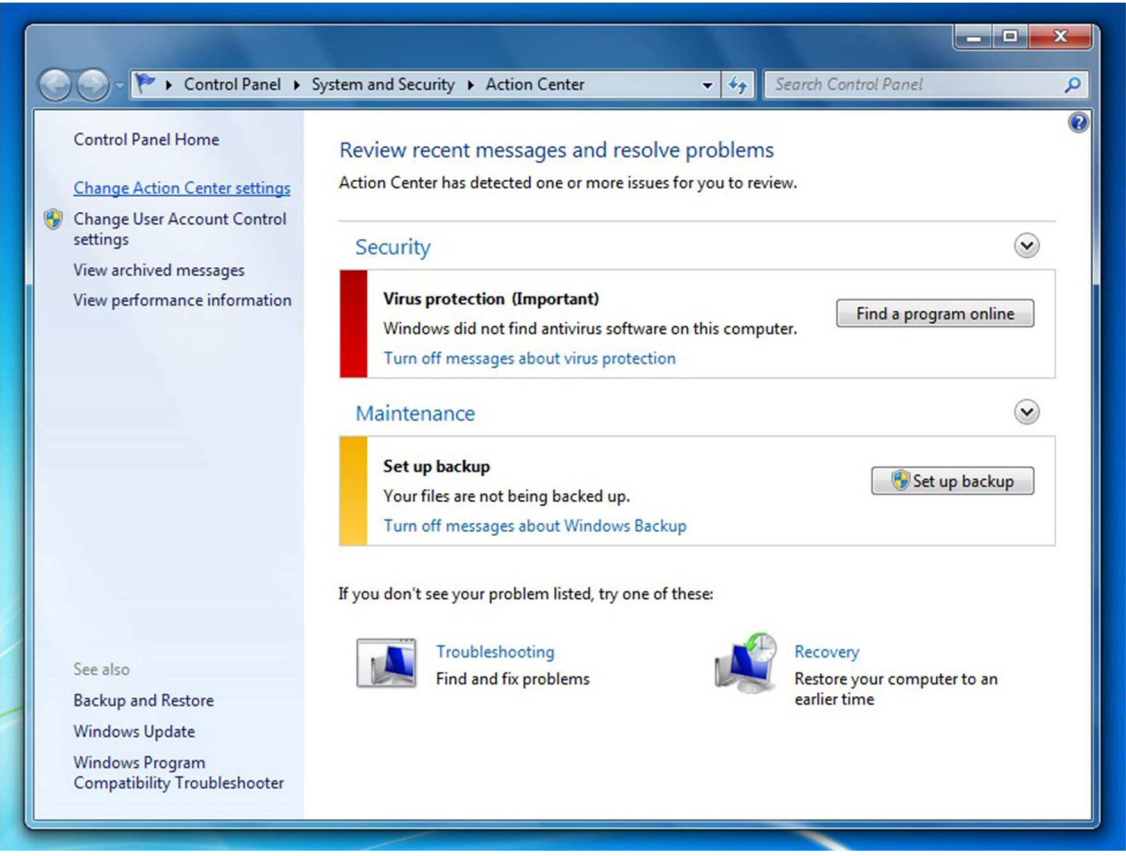 Control Panel ▸ System and Security ▸ Action Center
Search Control Panel
Control Panel Home
Change Action Center settings
Change User Account Control
settings
View archived messages
View performance information
See also
Backup and Restore
Windows Update
Windows Program
Compatibility Troubleshooter
Review recent messages and resolve problems
Action Center has detected one or more issues for you to review.
Security
Virus protection (Important)
Windows did not find antivirus software on this computer.
Turn off messages about virus protection
Find a program online
Maintenance
Set up backup
Your files are not being backed up.
Turn off messages about Windows Backup
Set up backup
If you don't see your problem listed, try one of these:
Troubleshooting
Find and fix problems
Recovery
Restore your computer to an
earlier time